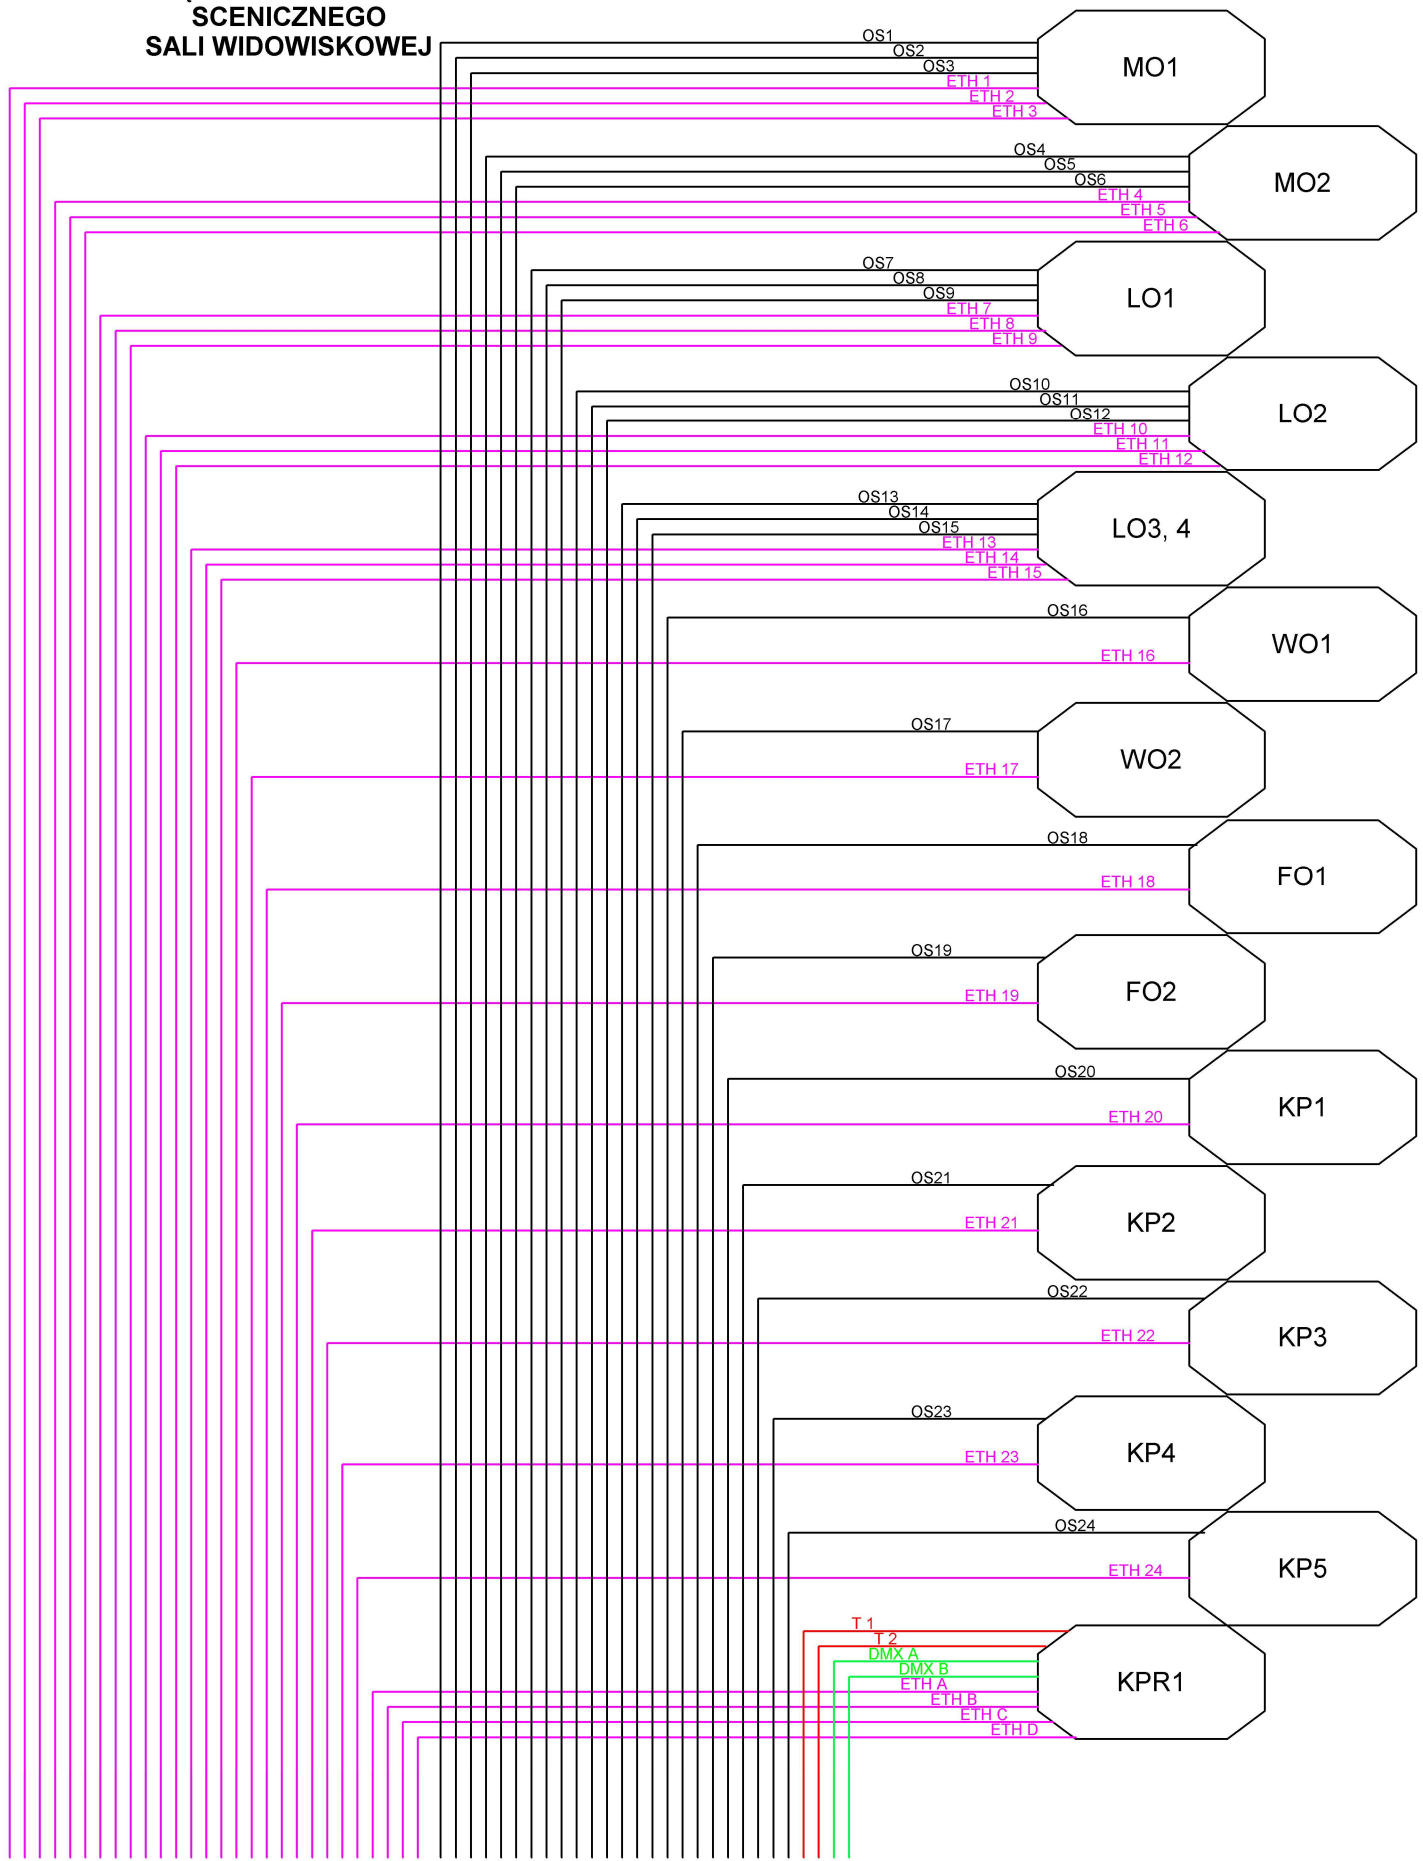 SCENICZNEGO
SALI WIDOWISKOWEJ
OS1
OS2
OS3
ETH 1
ETH 2
ETH 3
MO1
OS4
OS5
OS6
ETH 4
ETH 5
ETH 6
MO2
OS7
OS8
OS9
ETH 7
ETH 8
ETH 9
LO1
OS10
OS11
OS12
ETH 10
ETH 11
ETH 12
LO2
OS13
OS14
OS15
ETH 13
ETH 14
ETH 15
LO3, 4
OS16
ETH 16
WO1
OS17
ETH 17
WO2
OS18
ETH 18
FO1
OS19
ETH 19
FO2
OS20
ETH 20
KP1
OS21
ETH 21
KP2
OS22
ETH 22
KP3
OS23
ETH 23
KP4
OS24
ETH 24
KP5
T 1
T 2
DMX A
DMX B
ETH A
ETH B
ETH C
ETH D
KPR1